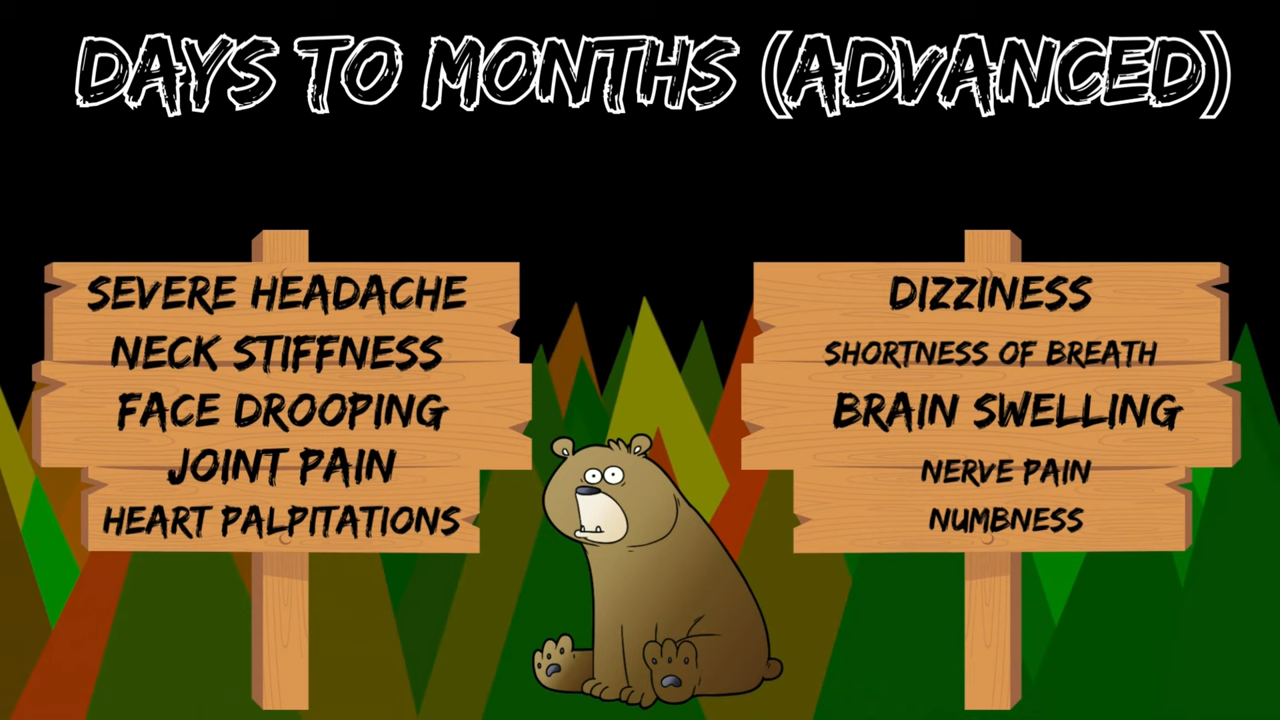 DAYS TO MONTHS (ADVANCED)
SEVERE HEADACHE
NECK STIFFNESS
FACE DROOPING
JOINT PAIN
HEART PALPITATIONS
DIZZINESS
SHORTNESS OF BREATH
BRAIN SWELLING
NERVE PAIN
NUMBNESS